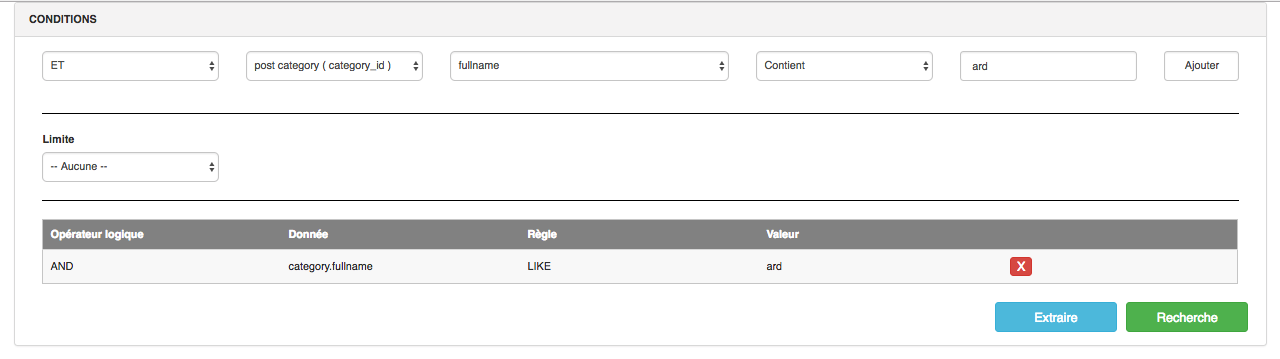 CONDITIONS
ET post category ( category_id ) fullname Contient ard Ajouter
Limite
-- Aucune --
Opérateur logique Donnée Règle Valeur
AND category.fullname LIKE ard X
Extraire Recherche